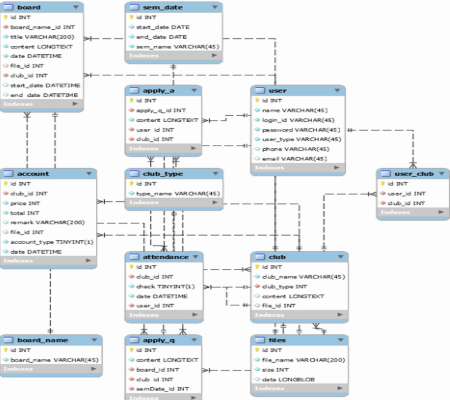 board
id INT
board_name_id INT
title VARCHAR(200)
content LONGTEXT
date DATETIME
file_id INT
club_id INT
start_date DATETIME
end_date DATETIME
Indexes
sem_date
id INT
start_date DATE
end_date DATE
sem_name VARCHAR(45)
Indexes
apply_a
id INT
apply_q_id INT
content LONGTEXT
user_id INT
club_id INT
Indexes
user
id INT
name VARCHAR(45)
login_id VARCHAR(45)
password VARCHAR(45)
user_type VARCHAR(45)
phone VARCHAR(45)
email VARCHAR(45)
Indexes
account
id INT
club_id INT
price INT
total INT
remark VARCHAR(200)
file_id INT
account_type TINYINT(1)
date DATETIME
Indexes
club_type
id INT
type_name VARCHAR(45)
Indexes
user_club
id INT
user_id INT
club_id INT
Indexes
attendance
id INT
club_id INT
check TINYINT(1)
date DATETIME
user_id INT
Indexes
club
id INT
club_name VARCHAR(45)
club_type INT
content LONGTEXT
file_id INT
Indexes
board_name
id INT
board_name VARCHAR(45)
Indexes
apply_q
id INT
content LONGTEXT
board_id INT
club_id INT
semDate_id INT
files
id INT
file_name VARCHAR(200)
size INT
date LONGBLOB
Indexes